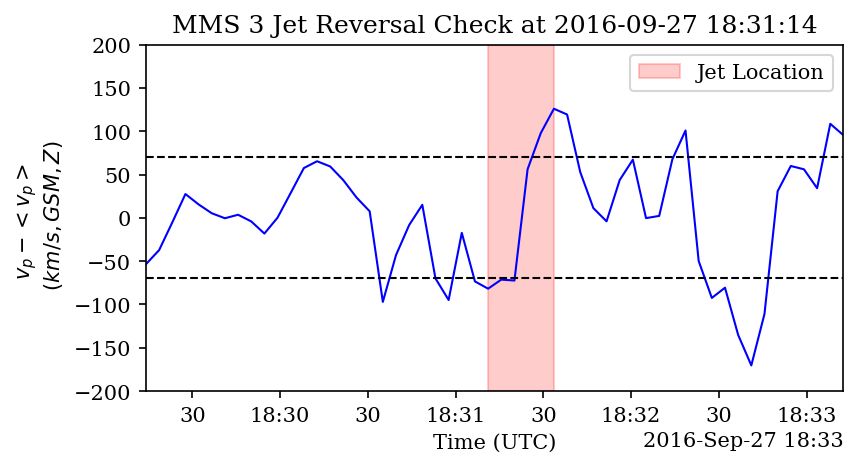 MMS 3 Jet Reversal Check at 2016-09-27 18:31:14
Jet Location
200
150
100
50
0
−50
−100
−150
−200
v_p − < v_p >
(km/s, GSM, Z)
30 18:30 30 18:31 30 18:32 30 18:33
Time (UTC)
2016-Sep-27 18:33